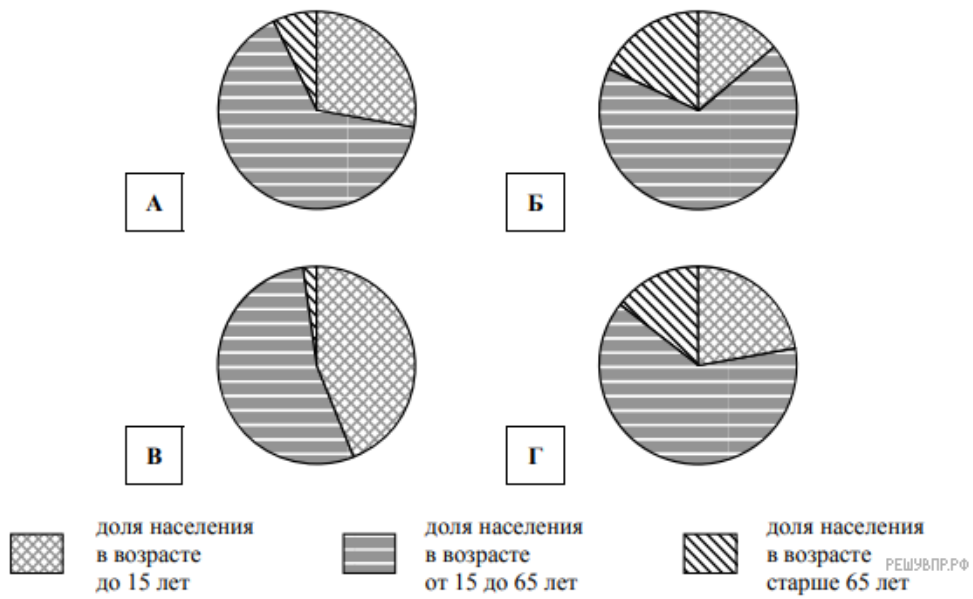 А
Б
В
Г
доля населения
в возрасте
до 15 лет
доля населения
в возрасте
от 15 до 65 лет
доля населения
в возрасте
старше 65 лет
РЕШУВПР.РФ